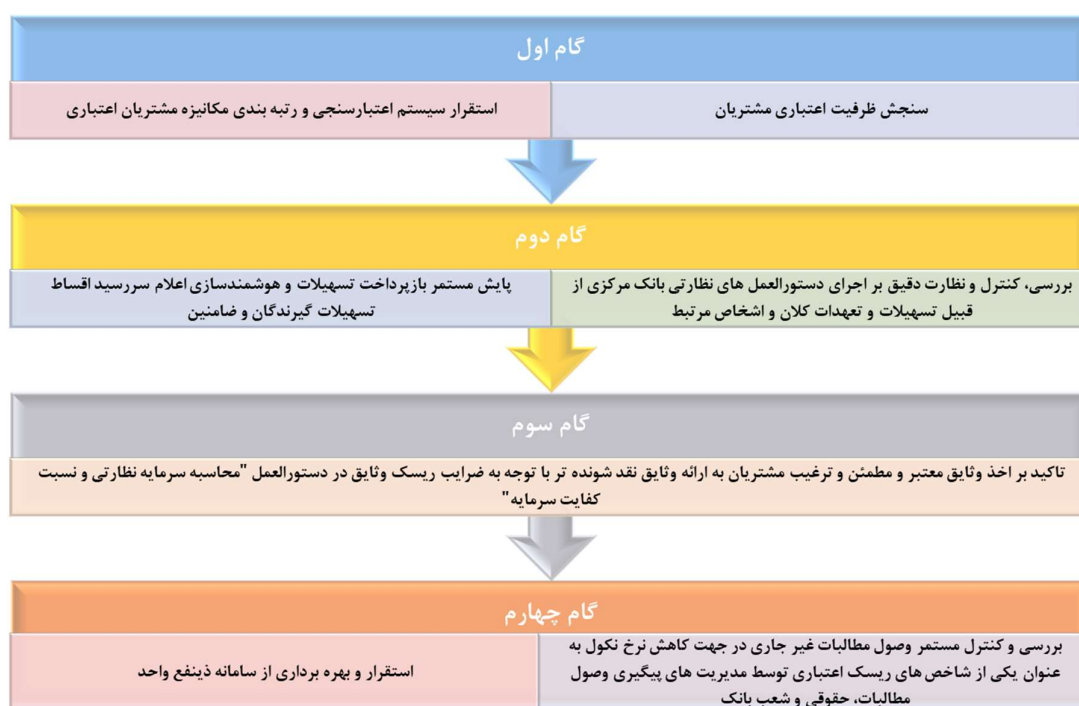 گام اول
سنجش ظرفیت اعتباری مشتریان
استقرار سیستم اعتبارسنجی و رتبه بندی مکانیزه مشتریان اعتباری
گام دوم
بررسی، کنترل و نظارت دقیق بر اجرای دستورالعمل های نظارتی بانک مرکزی از
قبیل تسهیلات و تعهدات کلان و اشخاص مرتبط
پایش مستمر بازپرداخت تسهیلات و هوشمندسازی اعلام سررسید اقساط
تسهیلات گیرندگان و ضامنین
گام سوم
تاکید بر اخذ وثایق معتبر و مطمئن و ترغیب مشتریان به ارائه وثایق نقد شونده تر با توجه به ضرایب ریسک وثایق در دستورالعمل "محاسبه سرمایه نظارتی و نسبت
کفایت سرمایه"
گام چهارم
بررسی و کنترل مستمر وصول مطالبات غیر جاری در جهت کاهش نرخ نکول به
عنوان یکی از شاخص های ریسک اعتباری توسط مدیریت های پیگیری وصول
مطالبات، حقوقی و شعب بانک
استقرار و بهره برداری از سامانه ذینفع واحد